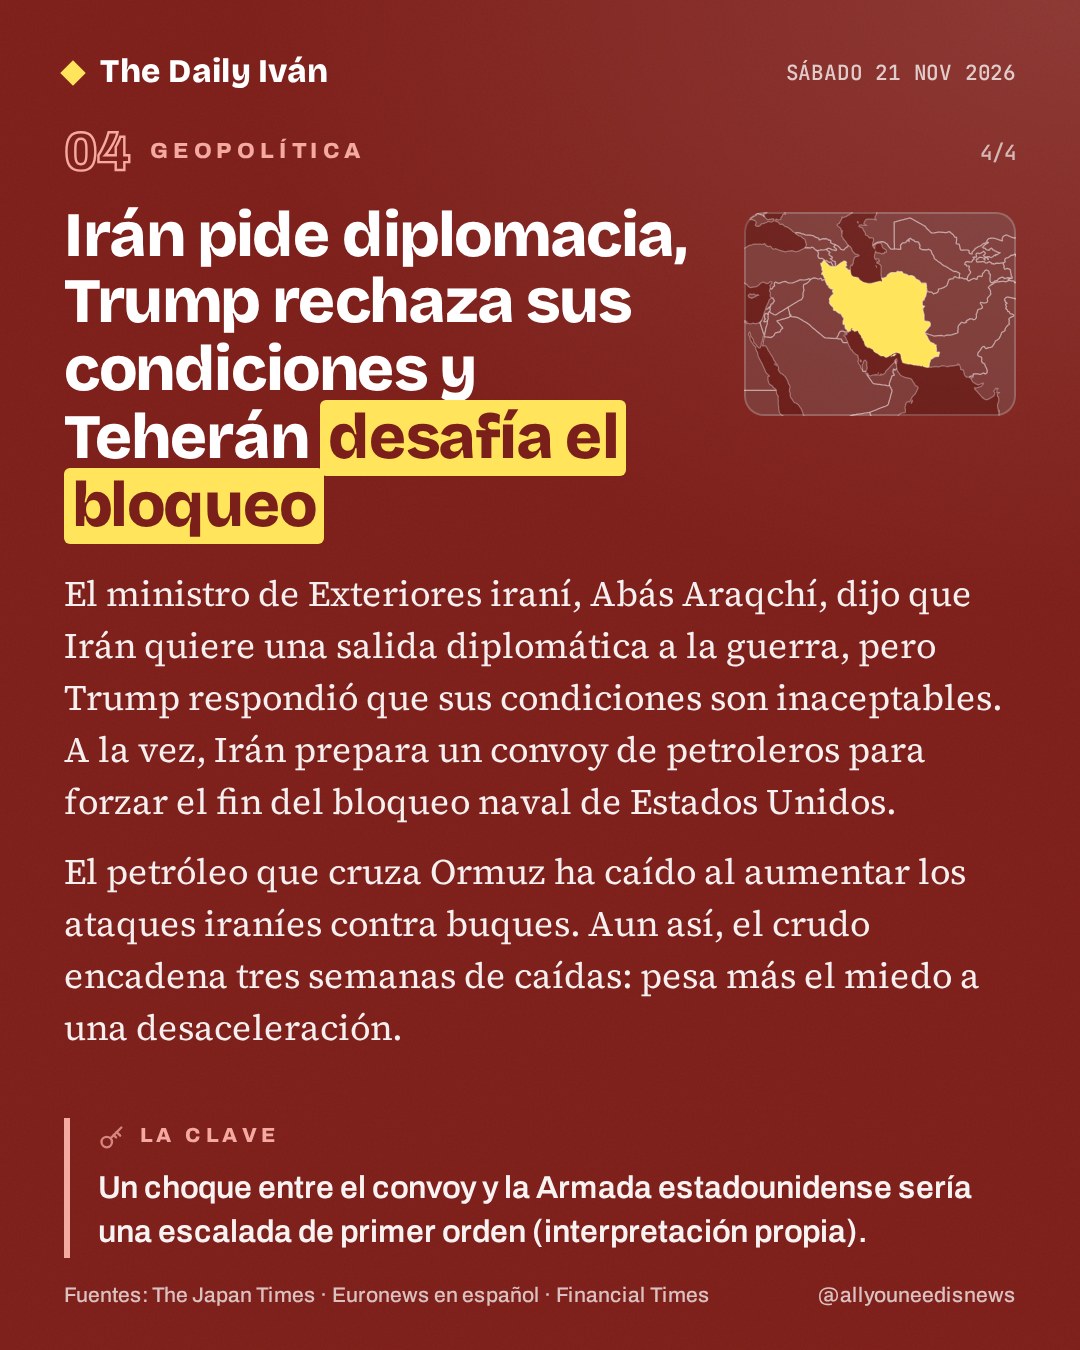 The Daily Iván
SÁBADO 21 NOV 2026
04 GEOPOLÍTICA
4/4
Irán pide diplomacia,
Trump rechaza sus
condiciones y
Teherán desafía el
bloqueo
El ministro de Exteriores iraní, Abás Araqchí, dijo que
Irán quiere una salida diplomática a la guerra, pero
Trump respondió que sus condiciones son inaceptables.
A la vez, Irán prepara un convoy de petroleros para
forzar el fin del bloqueo naval de Estados Unidos.
El petróleo que cruza Ormuz ha caído al aumentar los
ataques iraníes contra buques. Aun así, el crudo
encadena tres semanas de caídas: pesa más el miedo a
una desaceleración.
LA CLAVE
Un choque entre el convoy y la Armada estadounidense sería
una escalada de primer orden (interpretación propia).
Fuentes: The Japan Times · Euronews en español · Financial Times
@allyouneedisnews